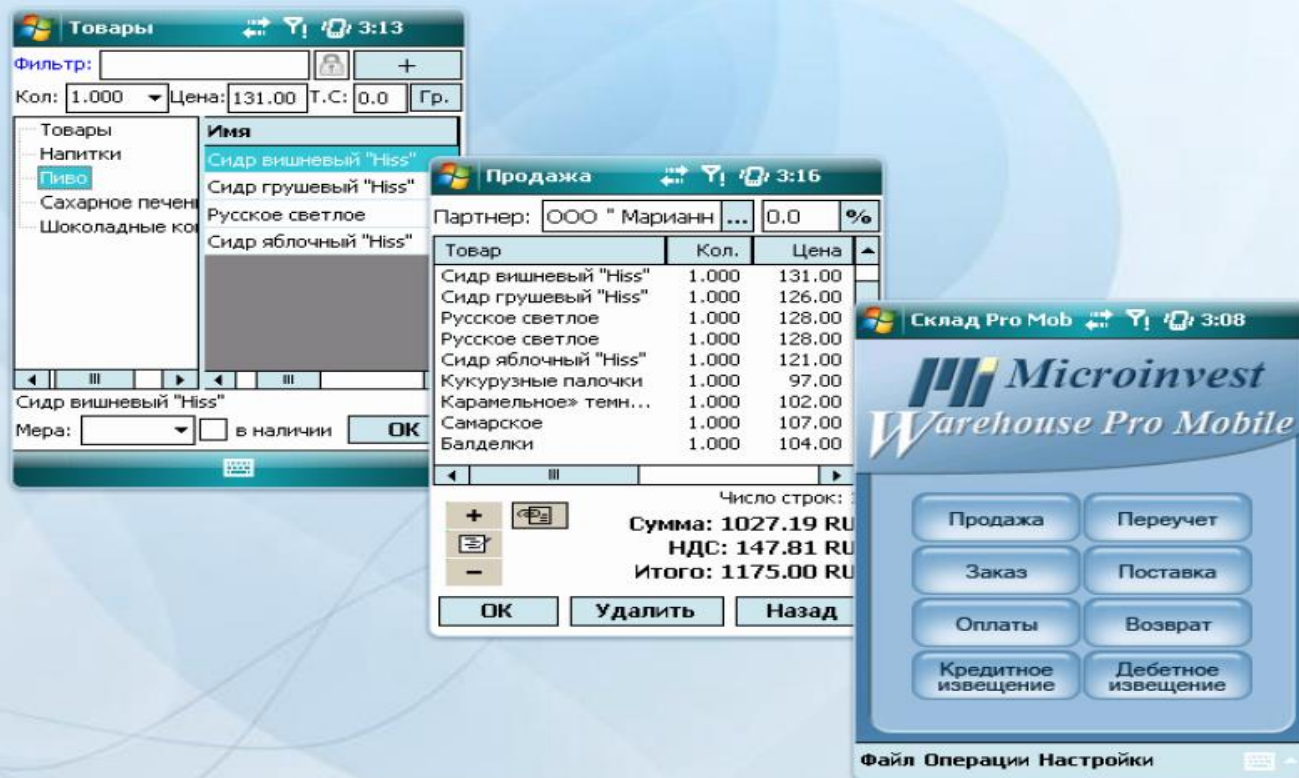 Товары 3:13
Фильтр: +
Кол: 1.000 Цена: 131.00 Т.С: 0.0 Гр.
Товары
Напитки
Пиво
Сахарное печен
Шоколадные ко
Имя
Сидр вишневый "Hiss"
Сидр грушевый "Hiss"
Русское светлое
Сидр яблочный "Hiss"
Сидр вишневый "Hiss"
Мера: в наличии ОК
Продажа 3:16
Партнер: ООО " Марианн ... 0.0 %
Товар Кол. Цена
Сидр вишневый "Hiss" 1.000 131.00
Сидр грушевый "Hiss" 1.000 126.00
Русское светлое 1.000 128.00
Русское светлое 1.000 128.00
Сидр яблочный "Hiss" 1.000 121.00
Кукурузные палочки 1.000 97.00
Карамельное» темн... 1.000 102.00
Самарское 1.000 107.00
Балделки 1.000 104.00
Число строк:
Сумма: 1027.19 RU
НДС: 147.81 RU
Итого: 1175.00 RU
+
−
ОК Удалить Назад
Склад Pro Mob 3:08
Microinvest
Warehouse Pro Mobile
Продажа Переучет
Заказ Поставка
Оплаты Возврат
Кредитное извещение Дебетное извещение
Файл Операции Настройки